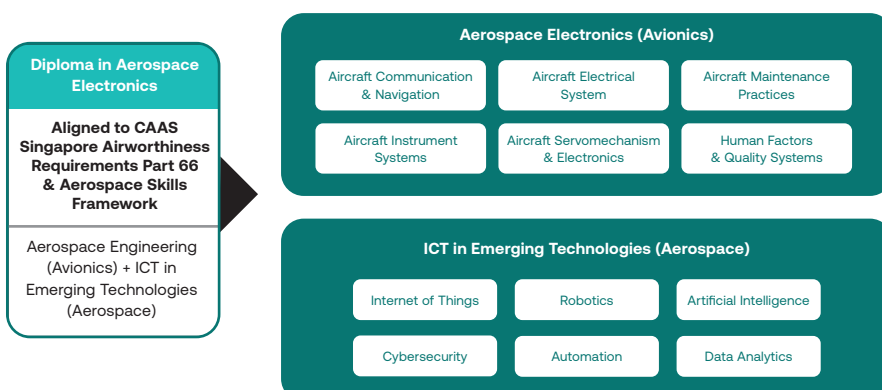 Diploma in Aerospace
Electronics
Aligned to CAAS
Singapore Airworthiness
Requirements Part 66
& Aerospace Skills
Framework
Aerospace Engineering
(Avionics) + ICT in
Emerging Technologies
(Aerospace)
Aerospace Electronics (Avionics)
Aircraft Communication
& Navigation
Aircraft Electrical
System
Aircraft Maintenance
Practices
Aircraft Instrument
Systems
Aircraft Servomechanism
& Electronics
Human Factors
& Quality Systems
ICT in Emerging Technologies (Aerospace)
Internet of Things
Robotics
Artificial Intelligence
Cybersecurity
Automation
Data Analytics